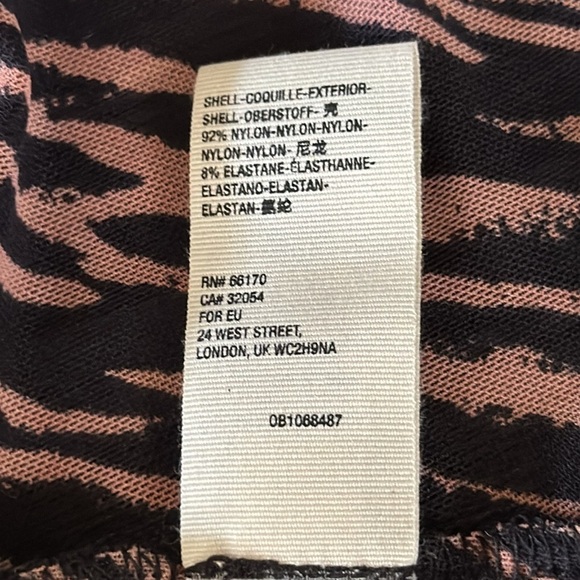 SHELL-COQUILLE-EXTERIOR-
SHELL-OBERSTOFF- 壳
92% NYLON-NYLON-NYLON-
NYLON-NYLON- 尼龙
8% ELASTANE-ÉLASTHANNE-
ELASTANO-ELASTAN-
ELASTAN-氨纶
RN# 66170
CA# 32054
FOR EU
24 WEST STREET,
LONDON, UK WC2H9NA
0B1068487